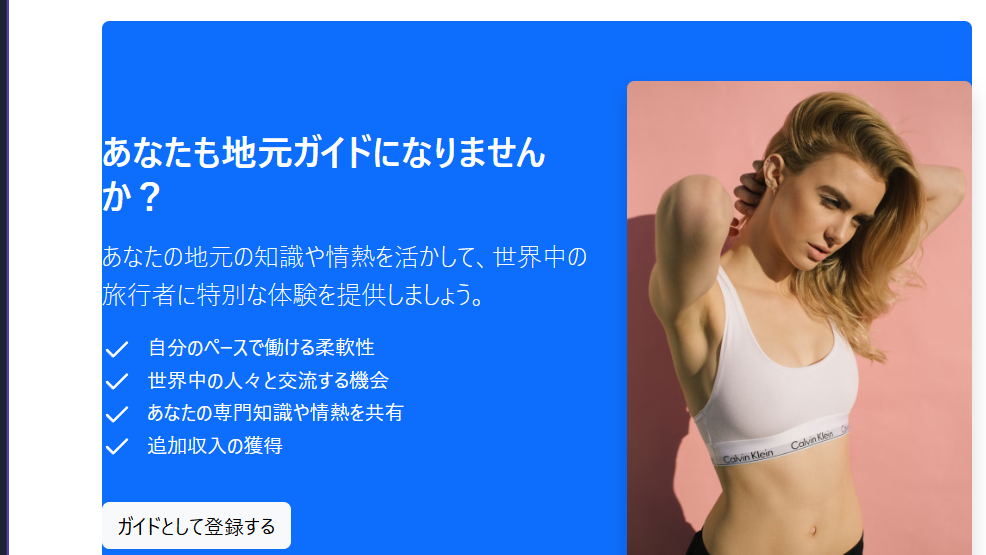 あなたも地元ガイドになりません
か？
あなたの地元の知識や情熱を活かして、世界中の
旅行者に特別な体験を提供しましょう。
自分のペースで働ける柔軟性
世界中の人々と交流する機会
あなたの専門知識や情熱を共有
追加収入の獲得
ガイドとして登録する
Calvin Klein
Calvin Klein